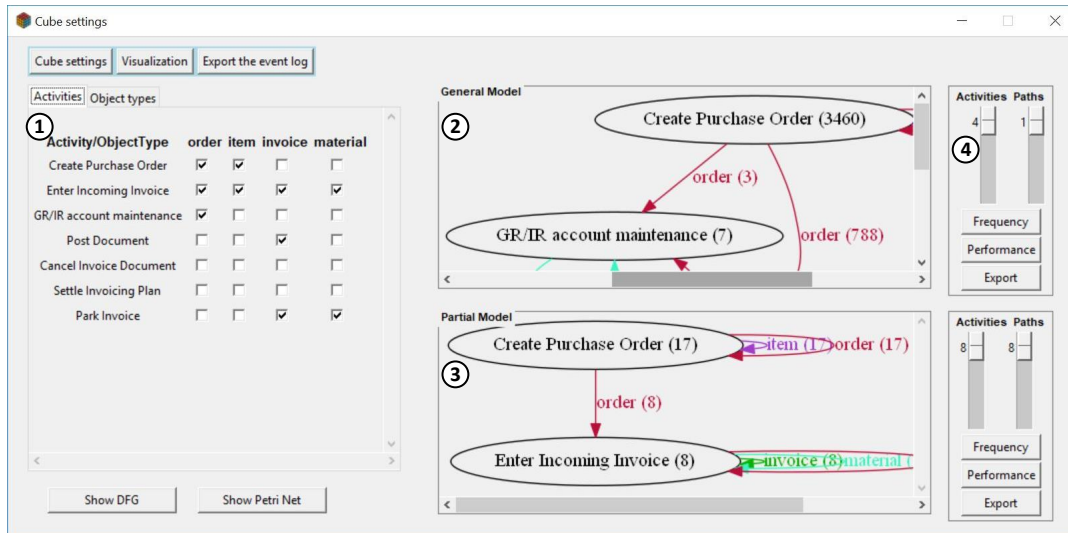 Cube settings
Cube settings Visualization Export the event log
Activities Object types
1
Activity/ObjectType order item invoice material
Create Purchase Order
Enter Incoming Invoice
GR/IR account maintenance
Post Document
Cancel Invoice Document
Settle Invoicing Plan
Park Invoice
Show DFG Show Petri Net
General Model
2
Create Purchase Order (3460)
order (3)
GR/IR account maintenance (7) order (788)
Activities Paths
4 1
4
Frequency
Performance
Export
Partial Model
Create Purchase Order (17) item (17) order (17)
3
order (8)
Enter Incoming Invoice (8) invoice (8) material (
Activities Paths
8 8
Frequency
Performance
Export